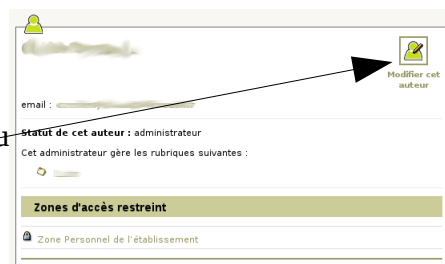 Modifier cet
auteur
email :
u
Statut de cet auteur : administrateur
Cet administrateur gère les rubriques suivantes :
Zones d'accès restreint
Zone Personnel de l'établissement